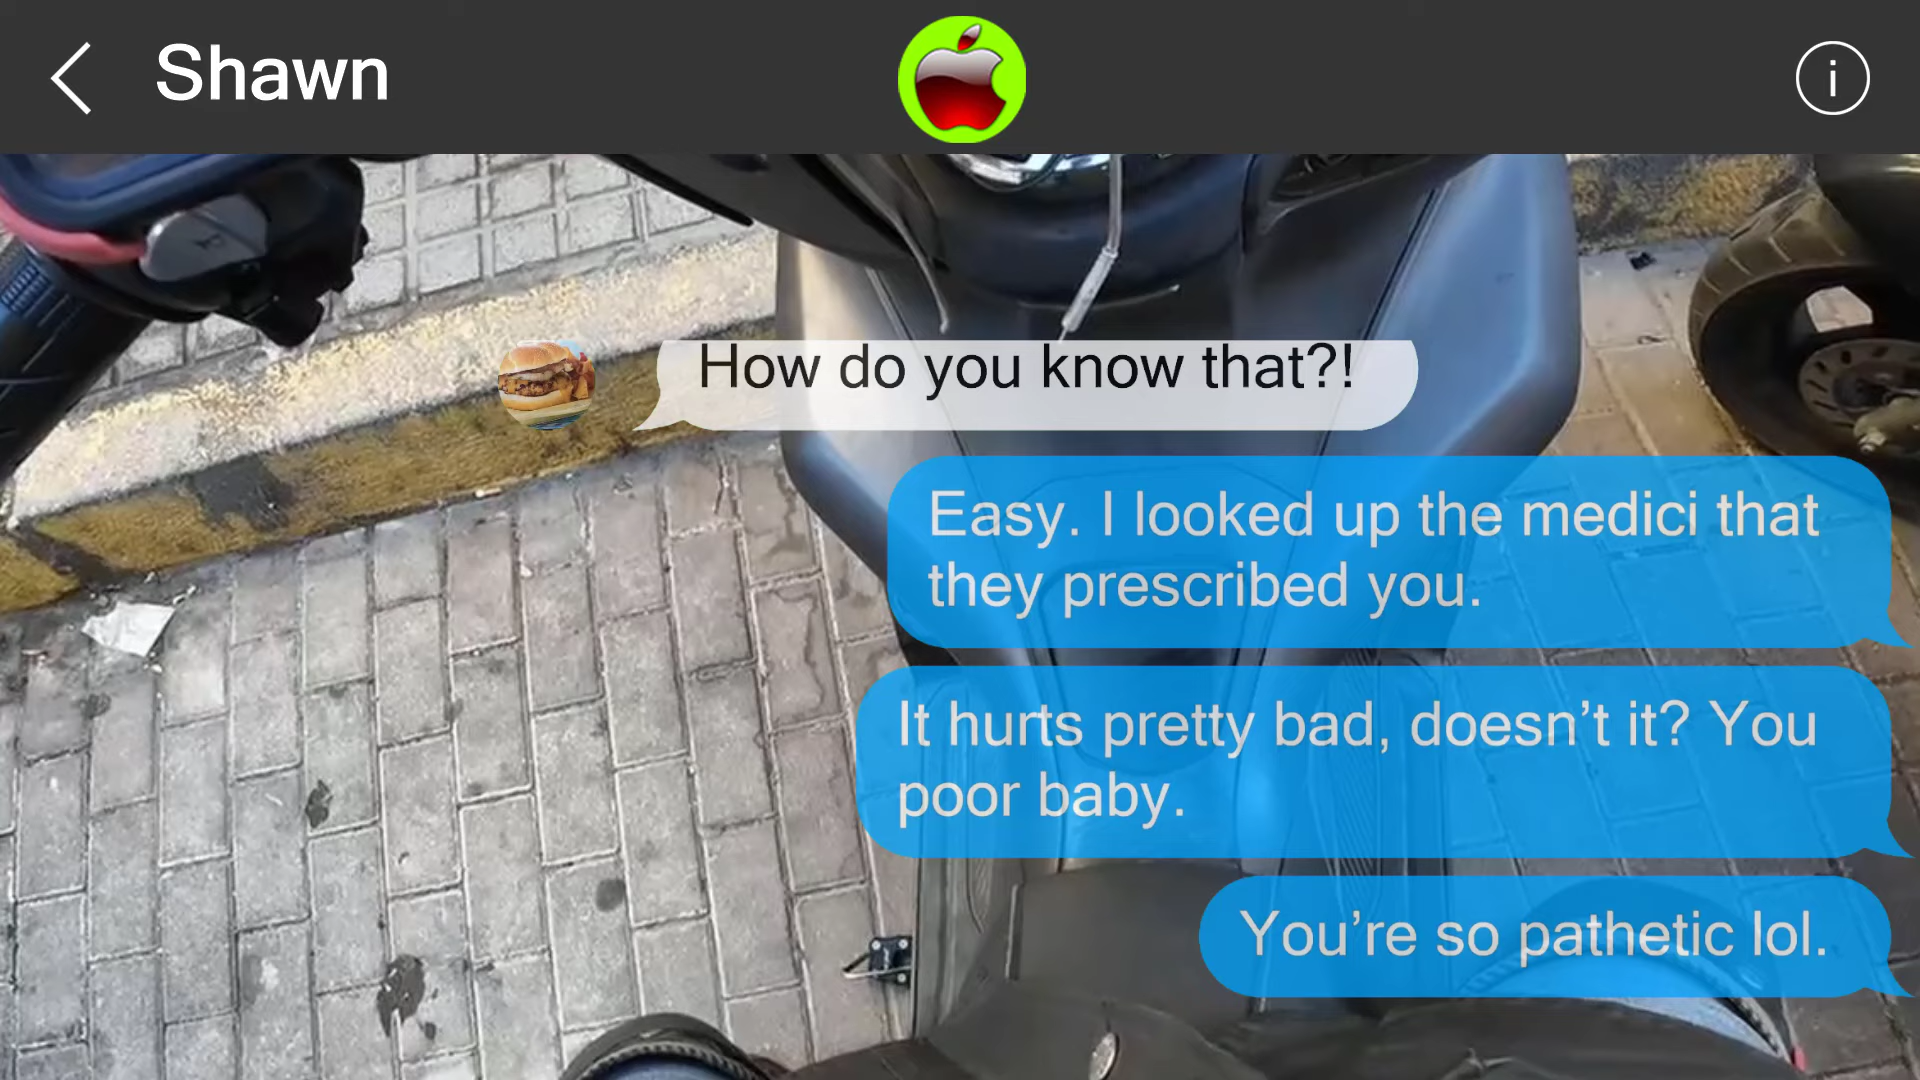 Shawn
How do you know that?!
Easy. I looked up the medici that
they prescribed you.
It hurts pretty bad, doesn’t it? You
poor baby.
You’re so pathetic lol.